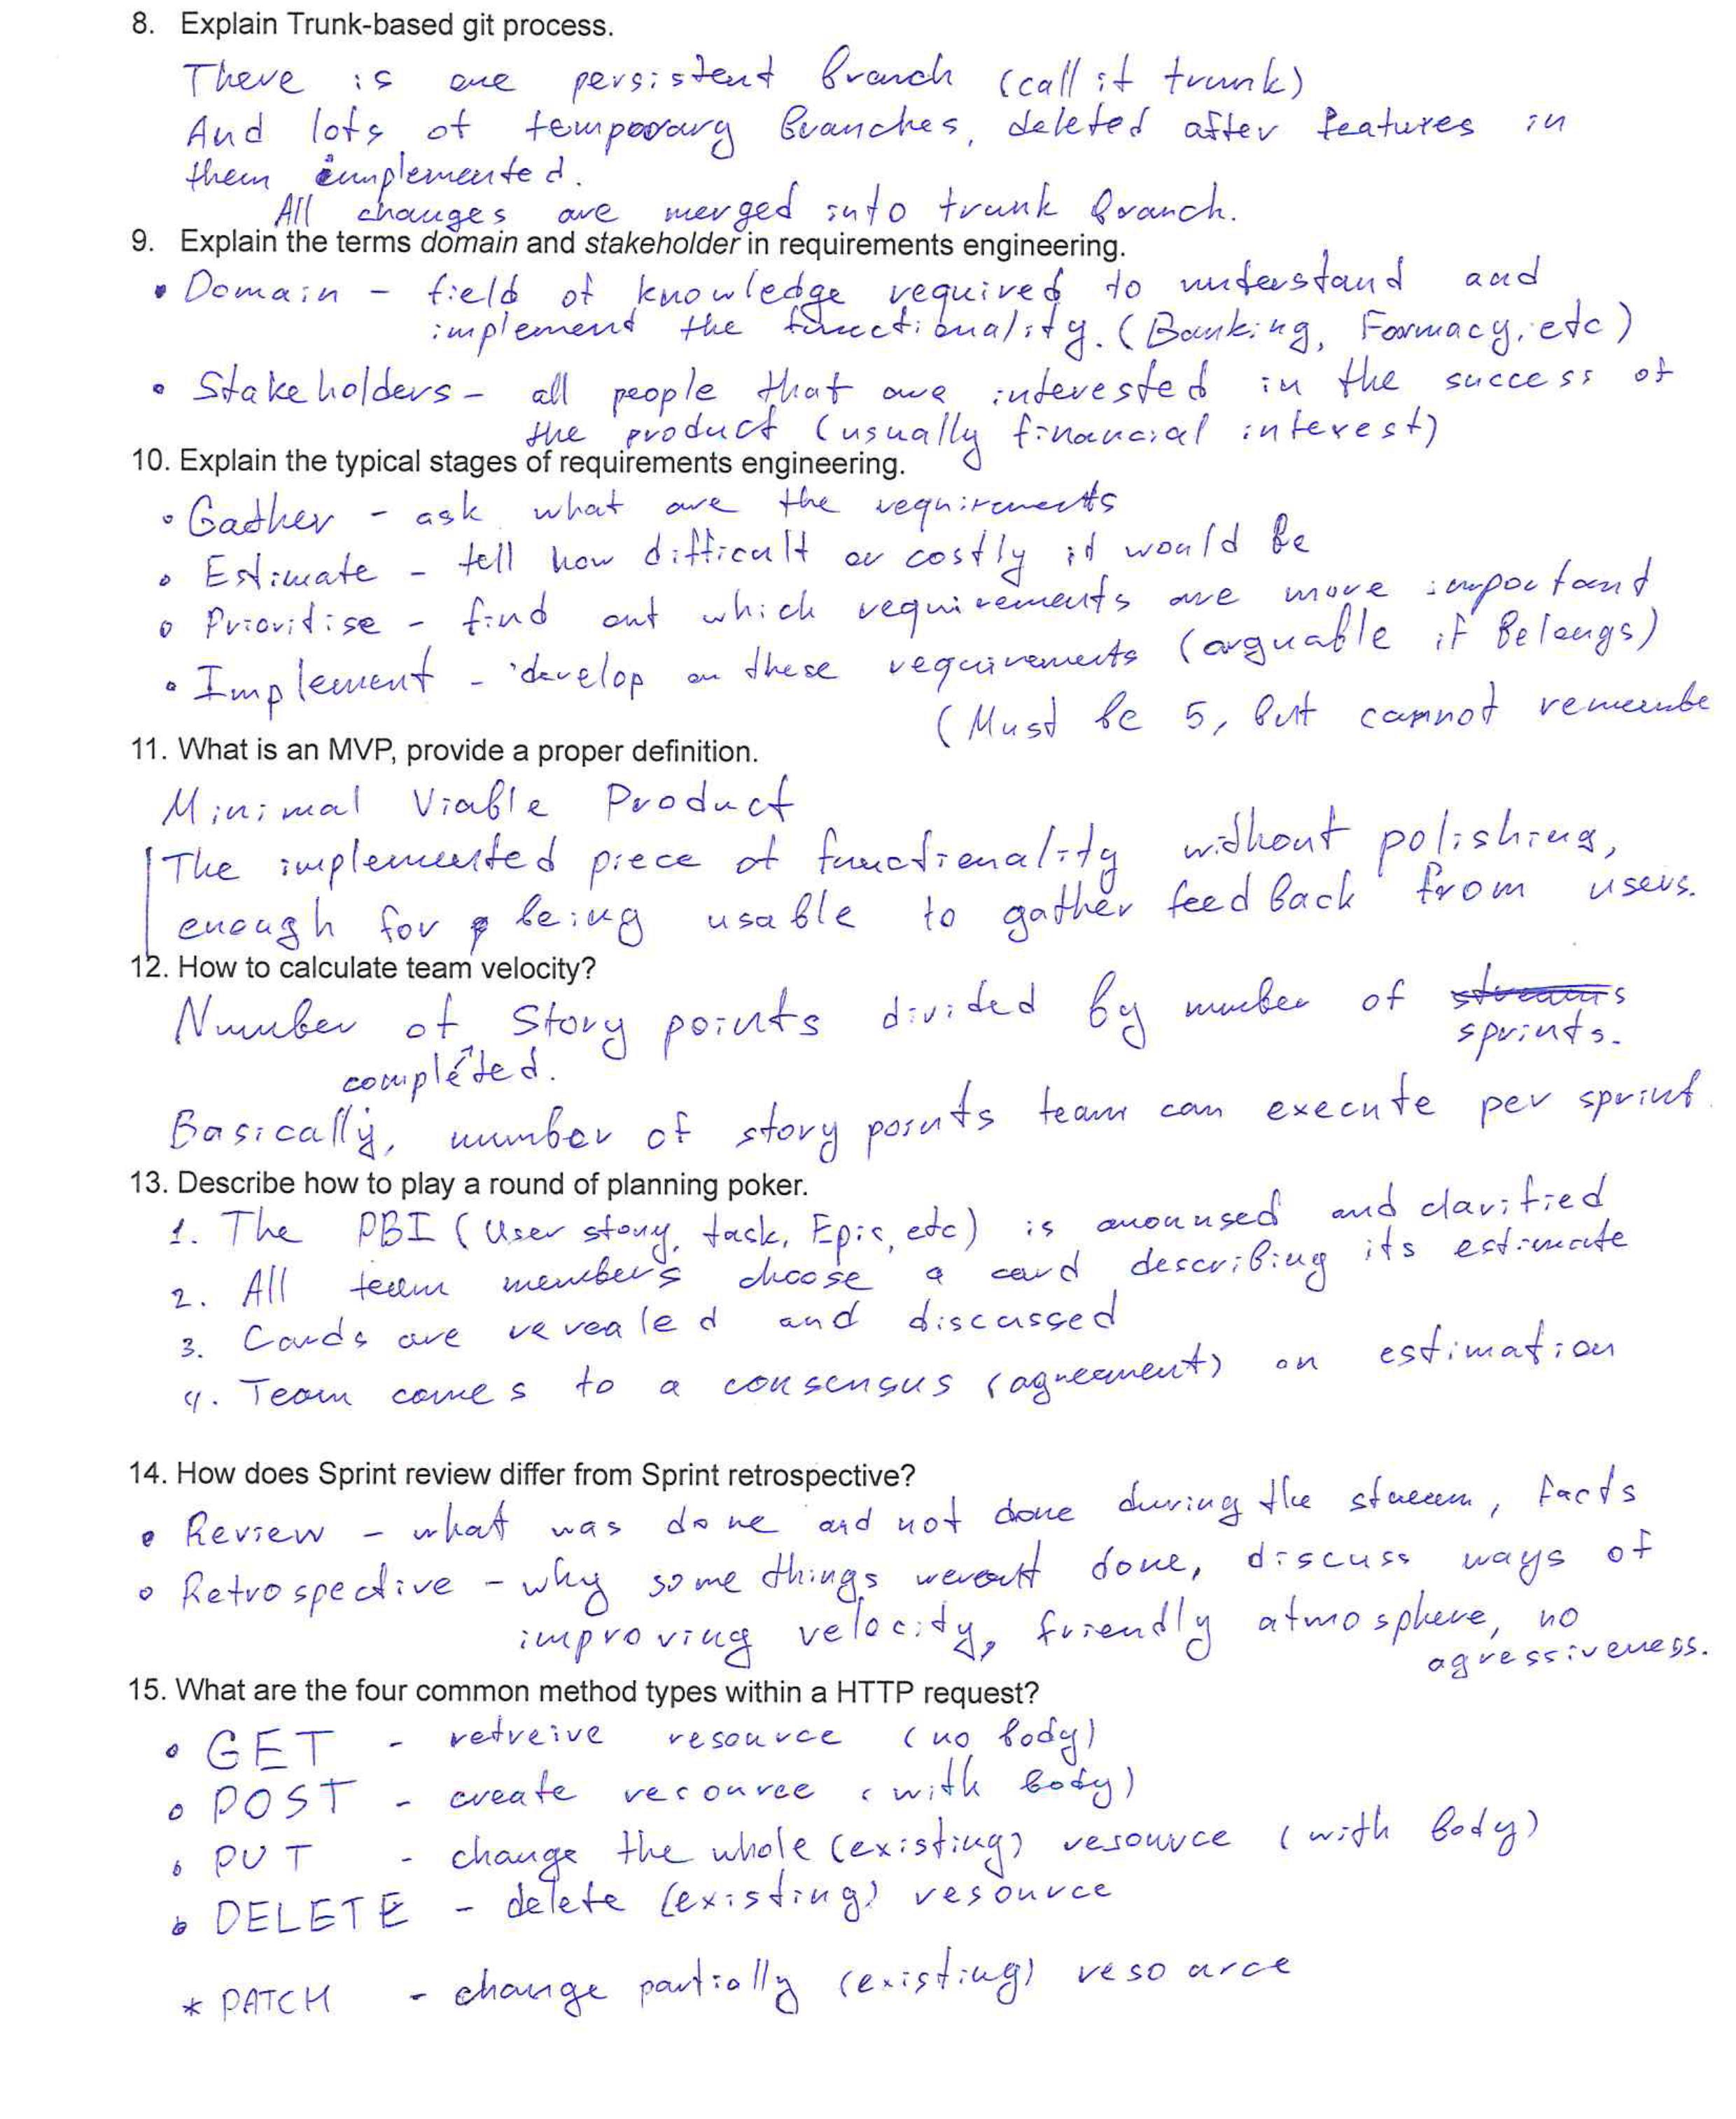 8. Explain Trunk-based git process.
There is one persistent branch (call it trunk)
And lots of temporary branches, deleted after features in
them implemented.
All changes are merged into trunk branch.
9. Explain the terms domain and stakeholder in requirements engineering.
• Domain - field of knowledge required to understand and
implement the functionality. (Banking, Farmacy, etc)
• Stakeholders - all people that are interested in the success of
the product (usually financial interest)
10. Explain the typical stages of requirements engineering.
• Gather - ask what are the requirements
• Estimate - tell how difficult or costly it would be
• Prioritise - find out which requirements are more important
• Implement - develop on these requirements (arguable if belongs)
(Must be 5, but cannot remembe
11. What is an MVP, provide a proper definition.
Minimal Viable Product
The implemented piece of functionality without polishing,
enough for being usable to gather feedback from users.
12. How to calculate team velocity?
Number of story points divided by number of
sprints.
completed.
Basically, number of story points team can execute per sprint.
13. Describe how to play a round of planning poker.
1. The PBI (User story, task, Epic, etc) is anounsed and clarified
2. All team members choose a card describing its estimate
3. Cards are revealed and discussed
4. Team comes to a consensus (agreement) on estimation
14. How does Sprint review differ from Sprint retrospective?
• Review - what was done and not done during the stream, facts
• Retrospective - why some things weren't done, discuss ways of
improving velocity, friendly atmosphere, no
agressiveness.
15. What are the four common method types within a HTTP request?
• GET - retreive resource (no body)
• POST - create resource (with body)
• PUT - change the whole (existing) resource (with body)
• DELETE - delete (existing) resource
* PATCH - change partially (existing) resource